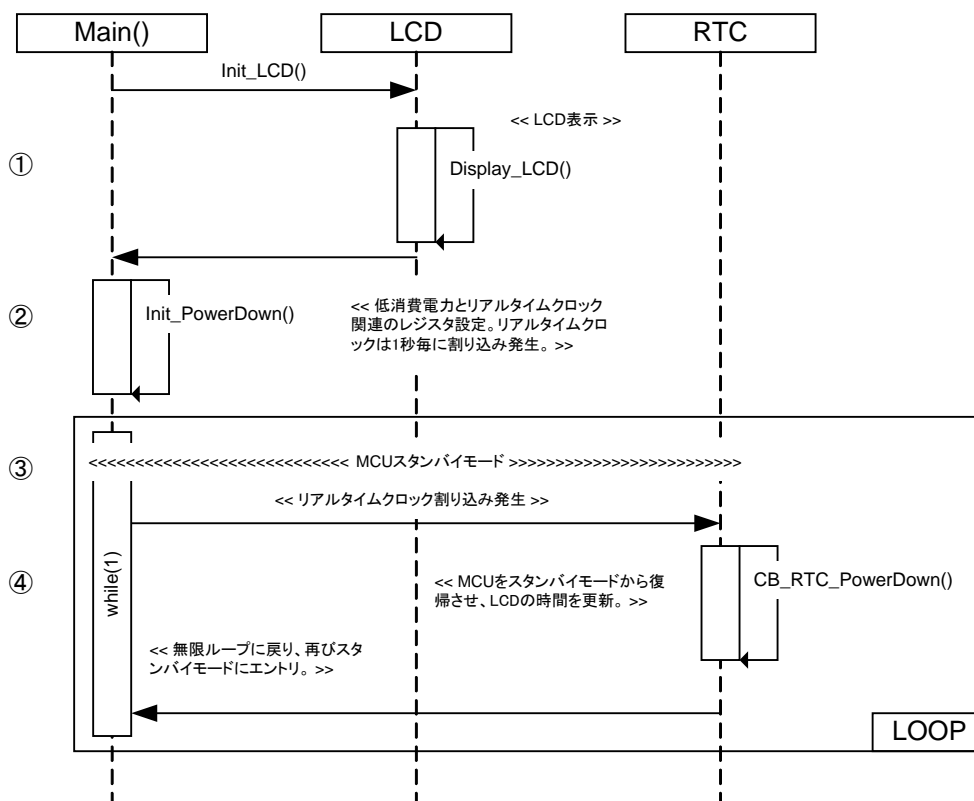 Main()
LCD
RTC
Init_LCD()
<< LCD表示 >>
①
Display_LCD()
②
Init_PowerDown()
<< 低消費電力とリアルタイムクロック
関連のレジスタ設定。リアルタイムクロ
ックは1秒毎に割り込み発生。 >>
③
<<<<<<<<<<<<<<<<<<<<<<<<<<<< MCUスタンバイモード >>>>>>>>>>>>>>>>>>>>>>>>>
<< リアルタイムクロック割り込み発生 >>
④
while(1)
<< MCUをスタンバイモードから復
帰させ、LCDの時間を更新。 >>
CB_RTC_PowerDown()
<< 無限ループに戻り、再びスタ
ンバイモードにエントリ。 >>
LOOP